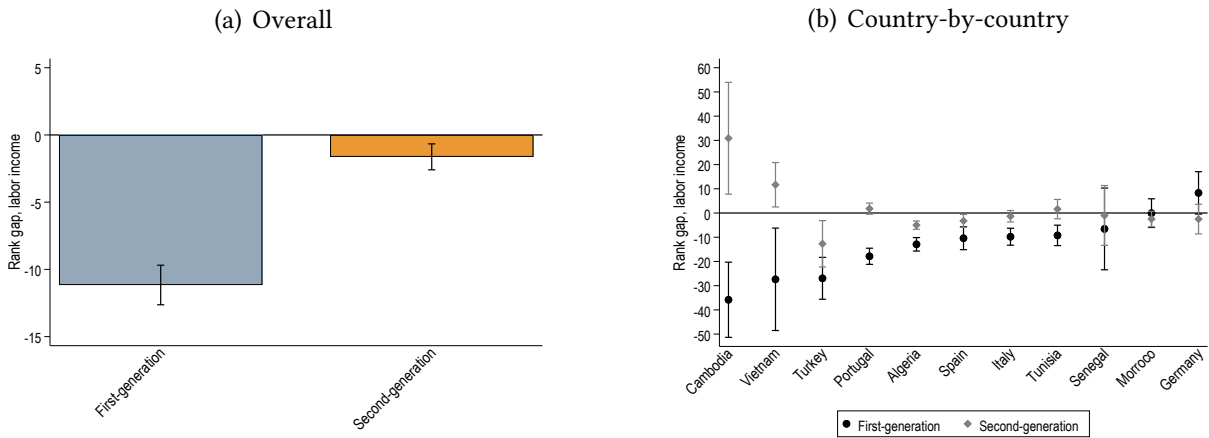 (a) Overall
5
0
-5
-10
-15
Rank gap, labor income
First-generation
Second-generation
(b) Country-by-country
60
50
40
30
20
10
0
-10
-20
-30
-40
-50
Rank gap, labor income
Cambodia
Vietnam
Turkey
Portugal
Algeria
Spain
Italy
Tunisia
Senegal
Morroco
Germany
First-generation Second-generation